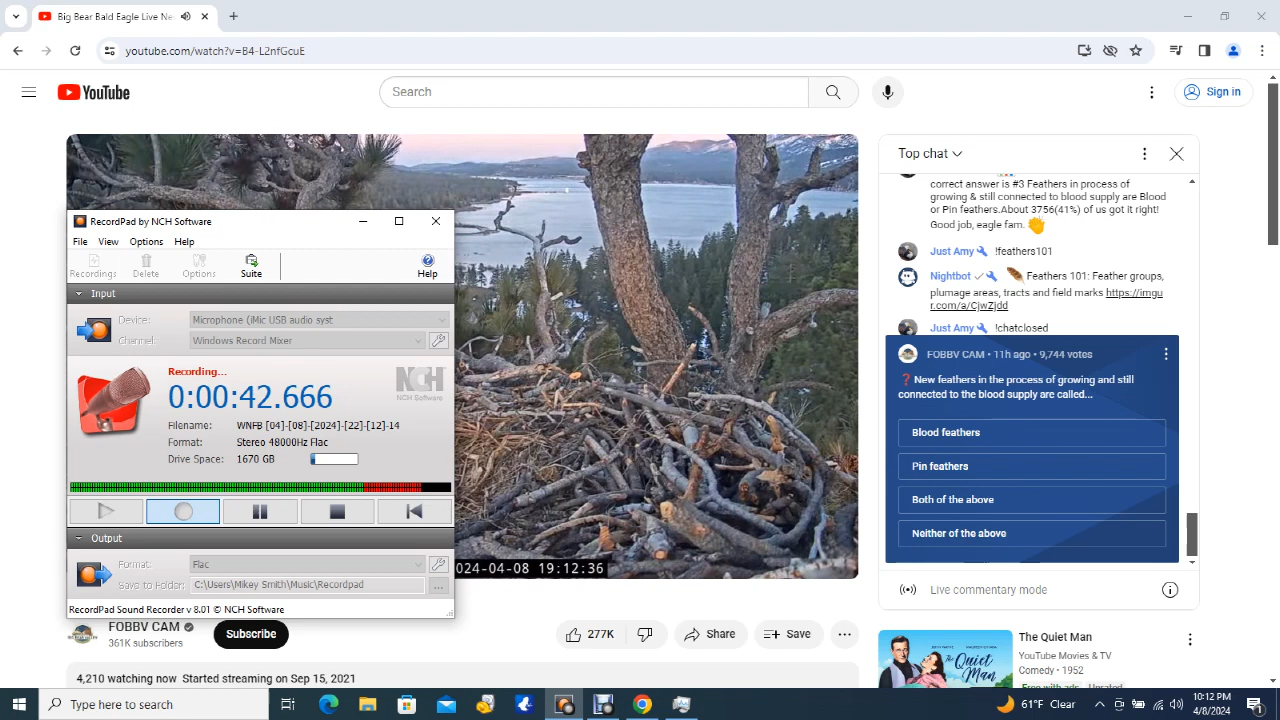 Big Bear Bald Eagle Live Ne
youtube.com/watch?v=B4-L2nfGcuE
YouTube
Search
Sign in
RecordPad by NCH Software
File View Options Help
Recordings Delete Options Suite Help
Input
Device: Microphone (iMic USB audio syst
Channel: Windows Record Mixer
Recording...
0:00:42.666
NCH
NCH Software
Filename: WNFB [04]-[08]-[2024]-[22]-[12]-14
Format: Stereo 48000Hz Flac
Drive Space: 1670 GB
Output
Format: Flac
Save to Folder: C:\Users\Mikey Smith\Music\Recordpad
...
RecordPad Sound Recorder v 8.01 © NCH Software
024-04-08 19:12:36
FOBBV CAM
361K subscribers
Subscribe
277K
Share
Save
4,210 watching now Started streaming on Sep 15, 2021
Top chat
correct answer is #3 Feathers in process of
growing & still connected to blood supply are Blood
or Pin feathers.About 3756(41%) of us got it right!
Good job, eagle fam.
Just Amy !feathers101
Nightbot Feathers 101: Feather groups,
plumage areas, tracts and field marks https://imgu
r.com/a/CjwZjdd
Just Amy !chatclosed
FOBBV CAM • 11h ago • 9,744 votes
❓New feathers in the process of growing and still
connected to the blood supply are called...
Blood feathers
Pin feathers
Both of the above
Neither of the above
Live commentary mode
The Quiet Man
YouTube Movies & TV
Comedy • 1952
Free with ads Unrated
The QUIET MAN
Type here to search
61°F Clear
10:12 PM
4/8/2024
1